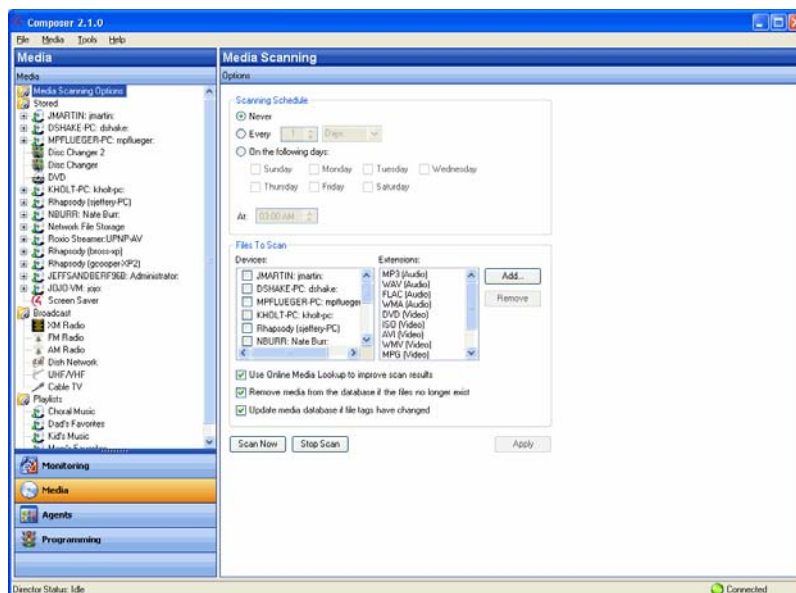 Composer 2.1.0
File Media Tools Help
Media
Media
Media Scanning Options
Stored
JMARTIN: jmartin:
DSHAKE-PC: dshake:
MPFLUEGER-PC: mpflueger:
Disc Changer 2
Disc Changer
DVD
KHOLT-PC: kholt-pc:
Rhapsody (sjeffery-PC)
NBURR: Nate Burr:
Network File Storage
Roxio Streamer:UPNP-AV
Rhapsody (bross-xp)
Rhapsody (gcooper-XP2)
JEFFSANDBERF96B: Administrator:
JOJO-VM: jojo:
Screen Saver
Broadcast
XM Radio
FM Radio
AM Radio
Dish Network
UHF/VHF
Cable TV
Playlists
Choral Music
Dad's Favorites
Kid's Music
Monitoring
Media
Agents
Programming
Media Scanning
Options
Scanning Schedule
Never
Every 1 Days
On the following days:
Sunday Monday Tuesday Wednesday
Thursday Friday Saturday
At: 03:00 AM
Files To Scan
Devices:
JMARTIN: jmartin:
DSHAKE-PC: dshake:
MPFLUEGER-PC: mpflueger
KHOLT-PC: kholt-pc:
Rhapsody (sjeffery-PC)
NBURR: Nate Burr:
Extensions:
MP3 (Audio)
WAV (Audio)
FLAC (Audio)
WMA (Audio)
DVD (Video)
ISO (Video)
AVI (Video)
WMV (Video)
MPG (Video)
Add...
Remove
Use Online Media Lookup to improve scan results
Remove media from the database if the files no longer exist
Update media database if file tags have changed
Scan Now Stop Scan Apply
Director Status: Idle
Connected